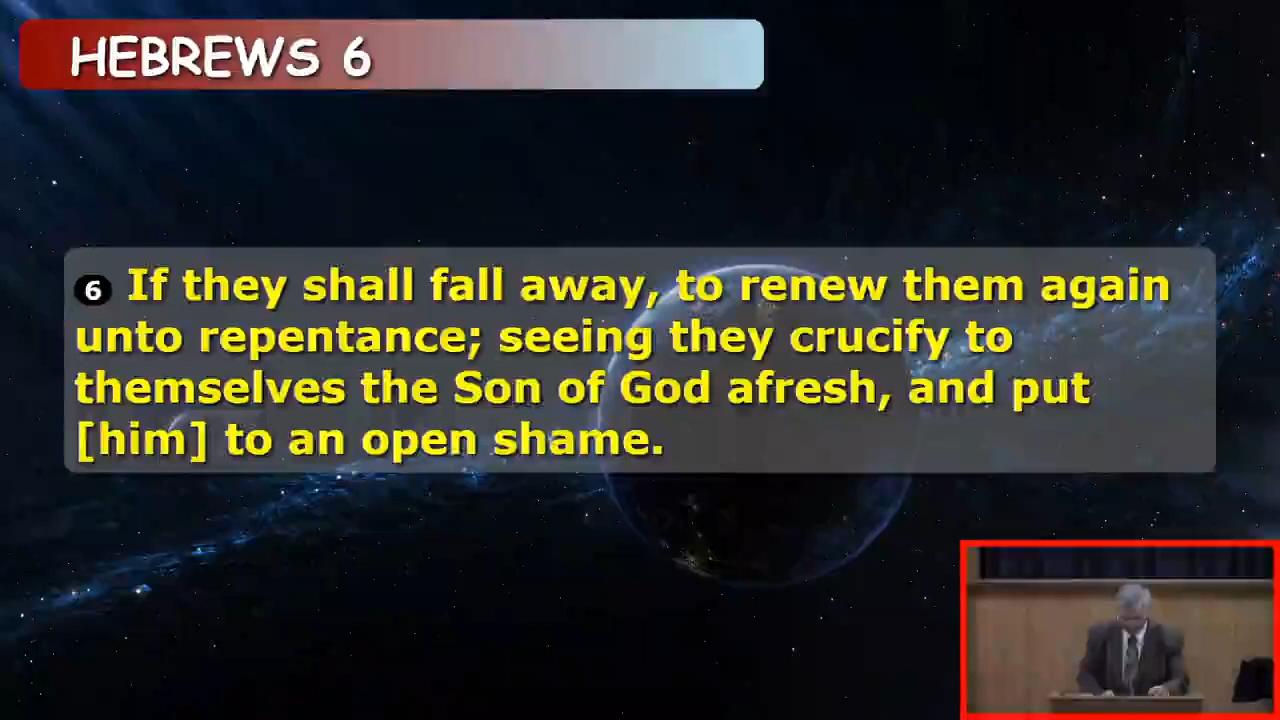 HEBREWS 6
6 If they shall fall away, to renew them again
unto repentance; seeing they crucify to
themselves the Son of God afresh, and put
[him] to an open shame.